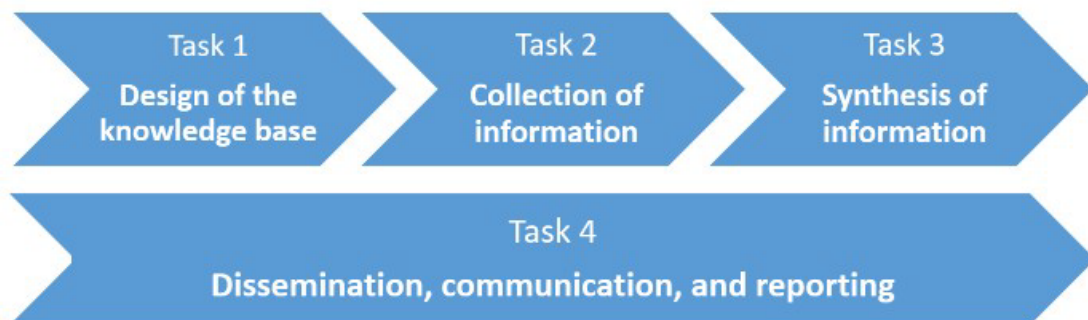 Task 1
Design of the
knowledge base
Task 2
Collection of
information
Task 3
Synthesis of
information
Task 4
Dissemination, communication, and reporting